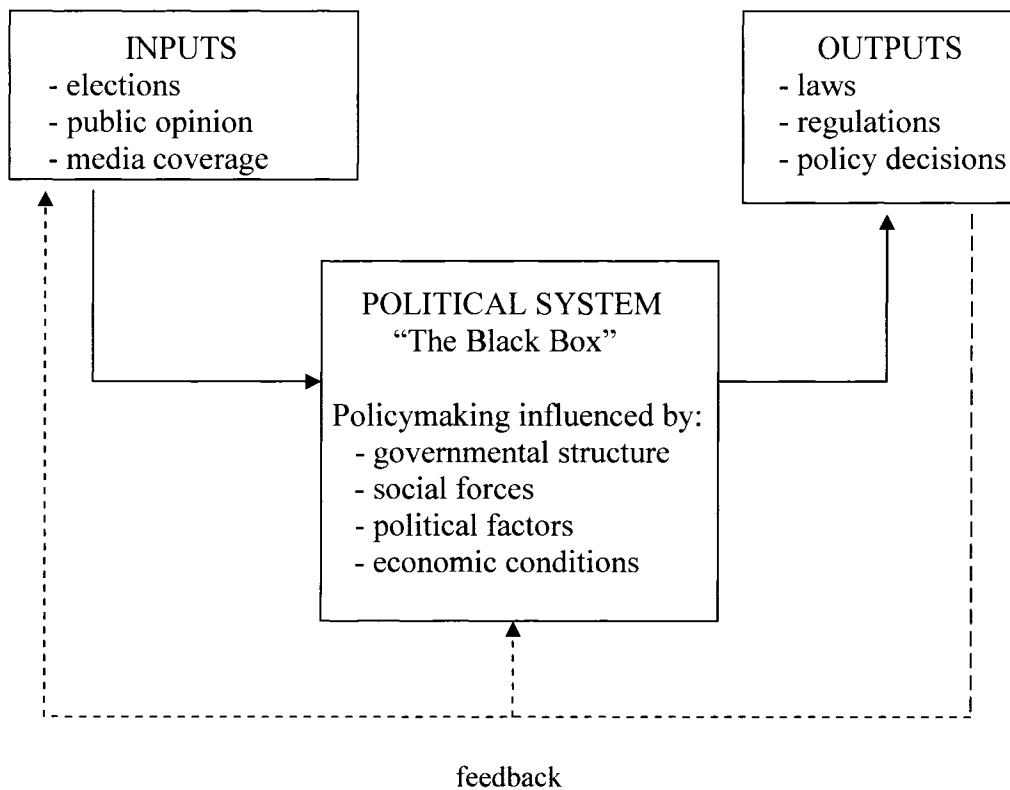 INPUTS
- elections
- public opinion
- media coverage
OUTPUTS
- laws
- regulations
- policy decisions
POLITICAL SYSTEM
“The Black Box”
Policymaking influenced by:
- governmental structure
- social forces
- political factors
- economic conditions
feedback